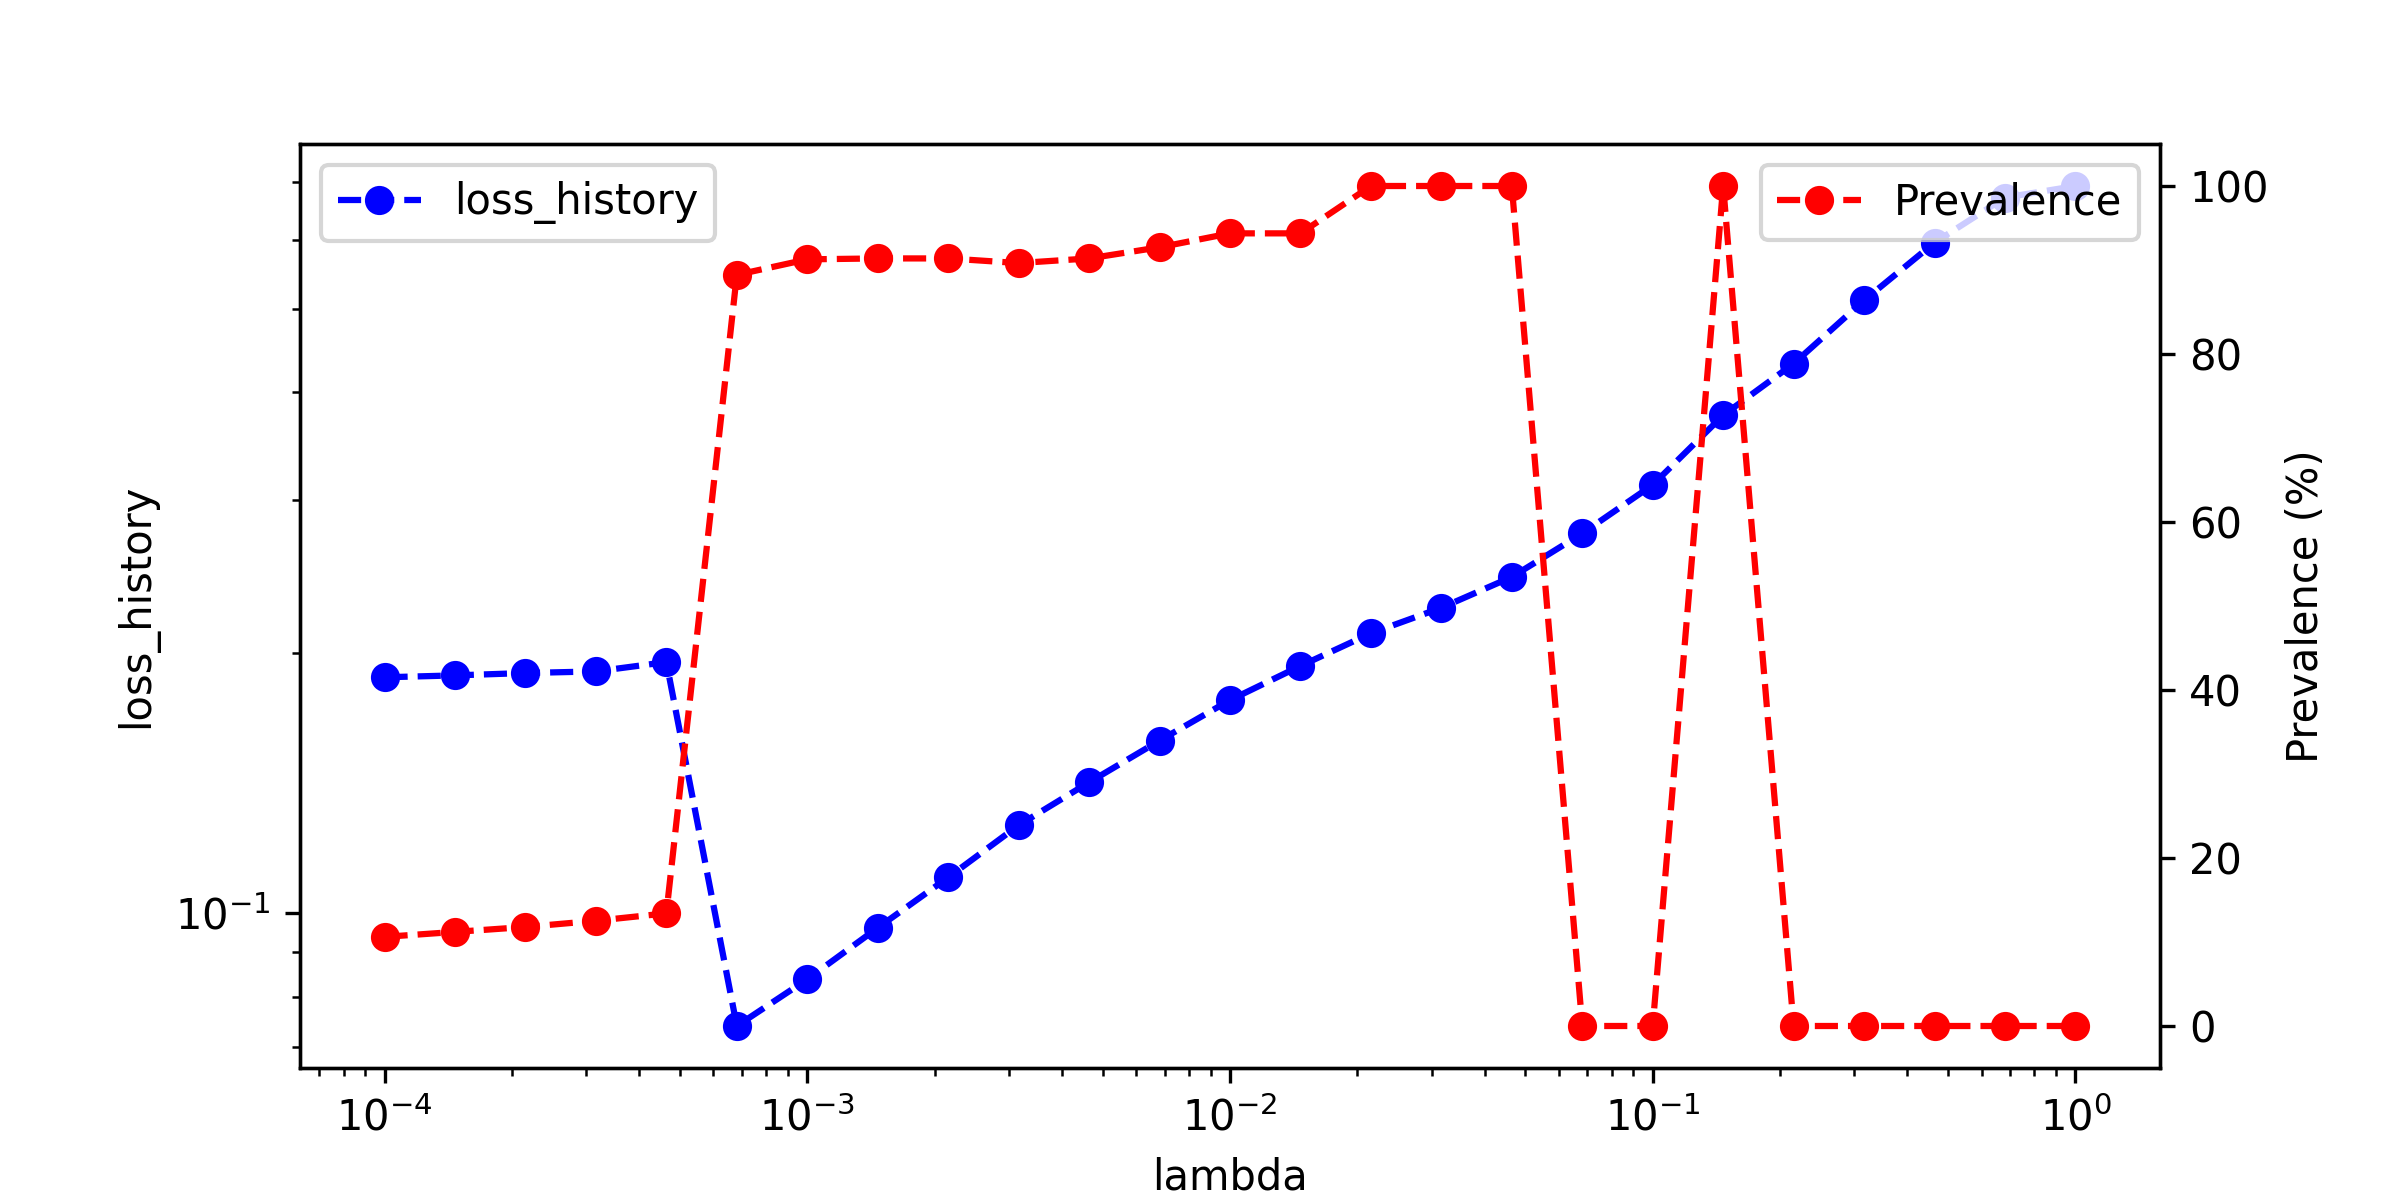 loss_history
Prevalence
100
80
60
40
20
0
10⁻¹
loss_history
Prevalence (%)
10⁻⁴ 10⁻³ 10⁻² 10⁻¹ 10⁰
lambda